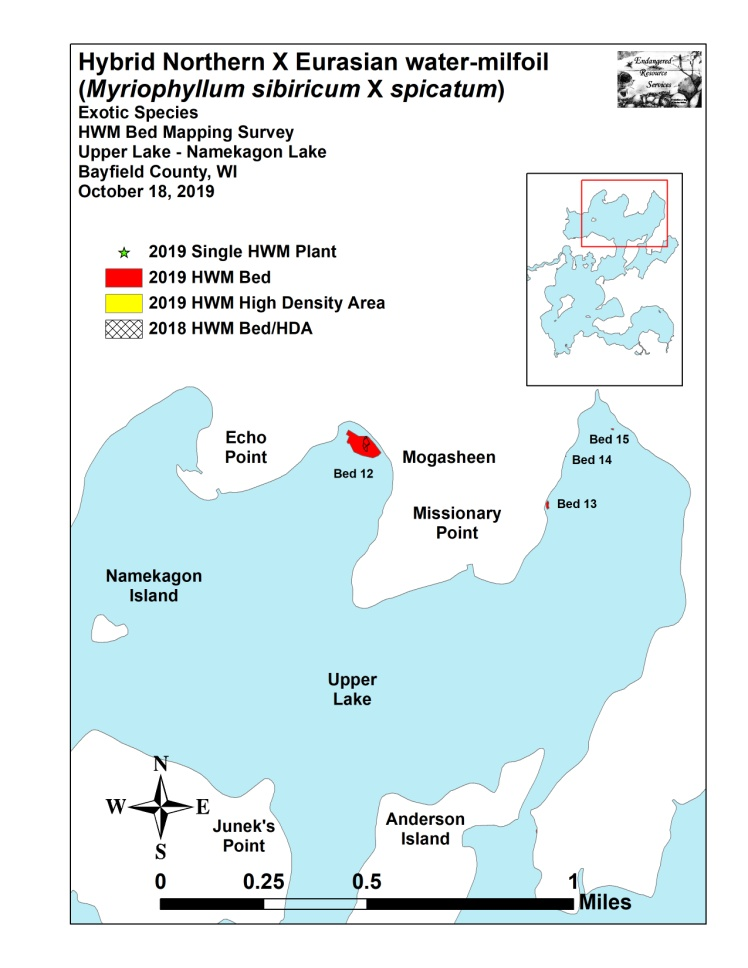 Hybrid Northern X Eurasian water-milfoil
(Myriophyllum sibiricum X spicatum)
Exotic Species
HWM Bed Mapping Survey
Upper Lake - Namekagon Lake
Bayfield County, WI
October 18, 2019
Endangered
Resource
Services
2019 Single HWM Plant
2019 HWM Bed
2019 HWM High Density Area
2018 HWM Bed/HDA
Echo
Point
Bed 12
Mogasheen
Missionary
Point
Bed 15
Bed 14
Bed 13
Namekagon
Island
Upper
Lake
N
W
E
S
Junek's
Point
Anderson
Island
0 0.25 0.5 1
Miles